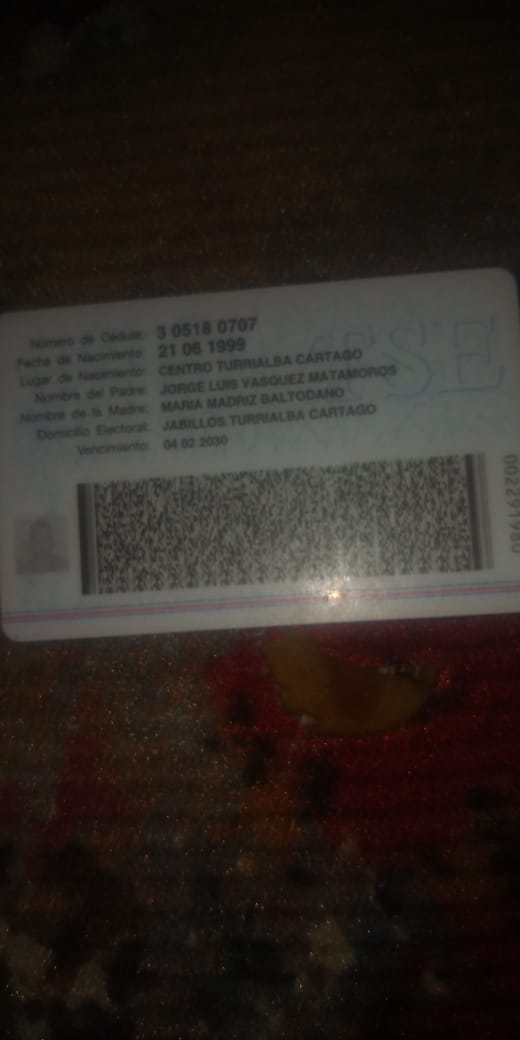 Número de Cédula: 3 0518 0707
Fecha de Nacimiento: 21 06 1999
Lugar de Nacimiento: CENTRO TURRIALBA CARTAGO
Nombre del Padre: JORGE LUIS VASQUEZ MATAMOROS
Nombre de la Madre: MARIA MADRIZ BALTODANO
Domicilio Electoral: JABILLOS TURRIALBA CARTAGO
Vencimiento: 04 02 2030
TSE